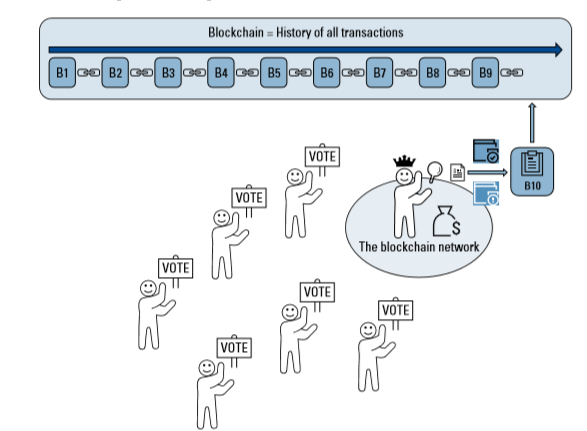 Blockchain = History of all transactions
B1 B2 B3 B4 B5 B6 B7 B8 B9
B10
VOTE
VOTE
The blockchain network
VOTE
VOTE
VOTE
VOTE
$